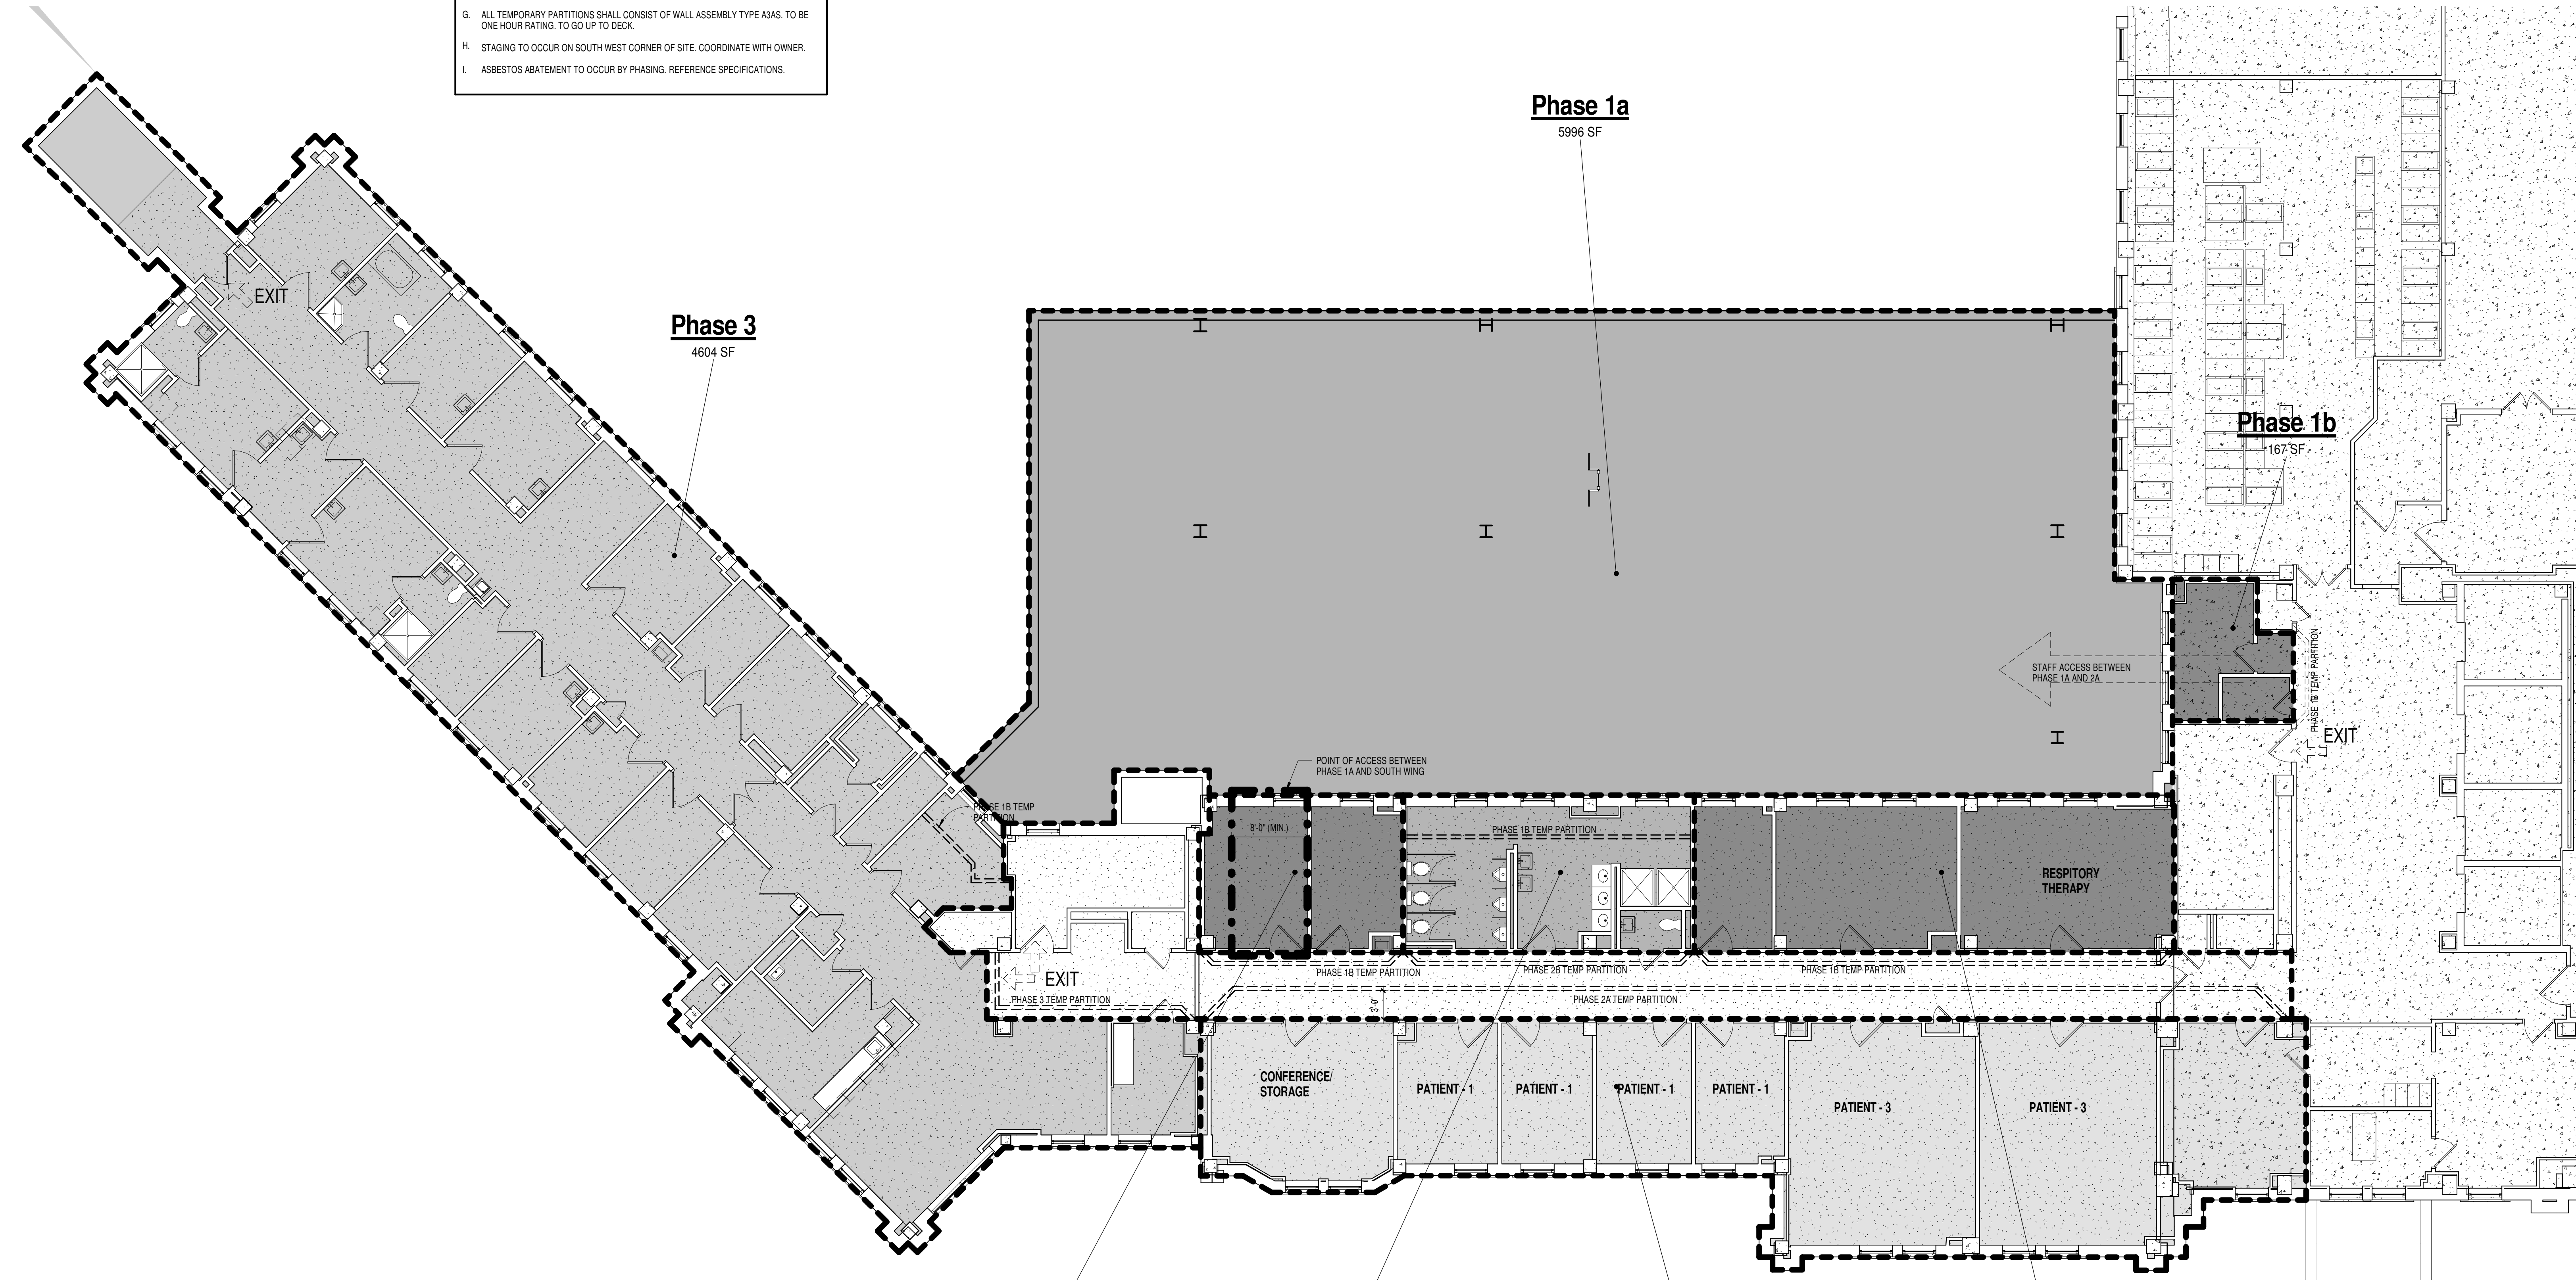 G. ALL TEMPORARY PARTITIONS SHALL CONSIST OF WALL ASSEMBLY TYPE A3AS. TO BE
ONE HOUR RATING. TO GO UP TO DECK.
H. STAGING TO OCCUR ON SOUTH WEST CORNER OF SITE. COORDINATE WITH OWNER.
I. ASBESTOS ABATEMENT TO OCCUR BY PHASING. REFERENCE SPECIFICATIONS.
Phase 1a
5996 SF
EXIT
Phase 3
4604 SF
Phase 1b
167 SF
STAFF ACCESS BETWEEN
PHASE 1A AND 2A
PHASE 1B TEMP PARTITION
EXIT
POINT OF ACCESS BETWEEN
PHASE 1A AND SOUTH WING
PHASE 1B TEMP
PARTITION
8'-0" (MIN.)
PHASE 1B TEMP PARTITION
RESPITORY
THERAPY
EXIT
PHASE 1B TEMP PARTITION
PHASE 2B TEMP PARTITION
PHASE 1B TEMP PARTITION
PHASE 3 TEMP PARTITION
3'-0"
PHASE 2A TEMP PARTITION
CONFERENCE/
STORAGE
PATIENT - 1
PATIENT - 1
PATIENT - 1
PATIENT - 1
PATIENT - 3
PATIENT - 3